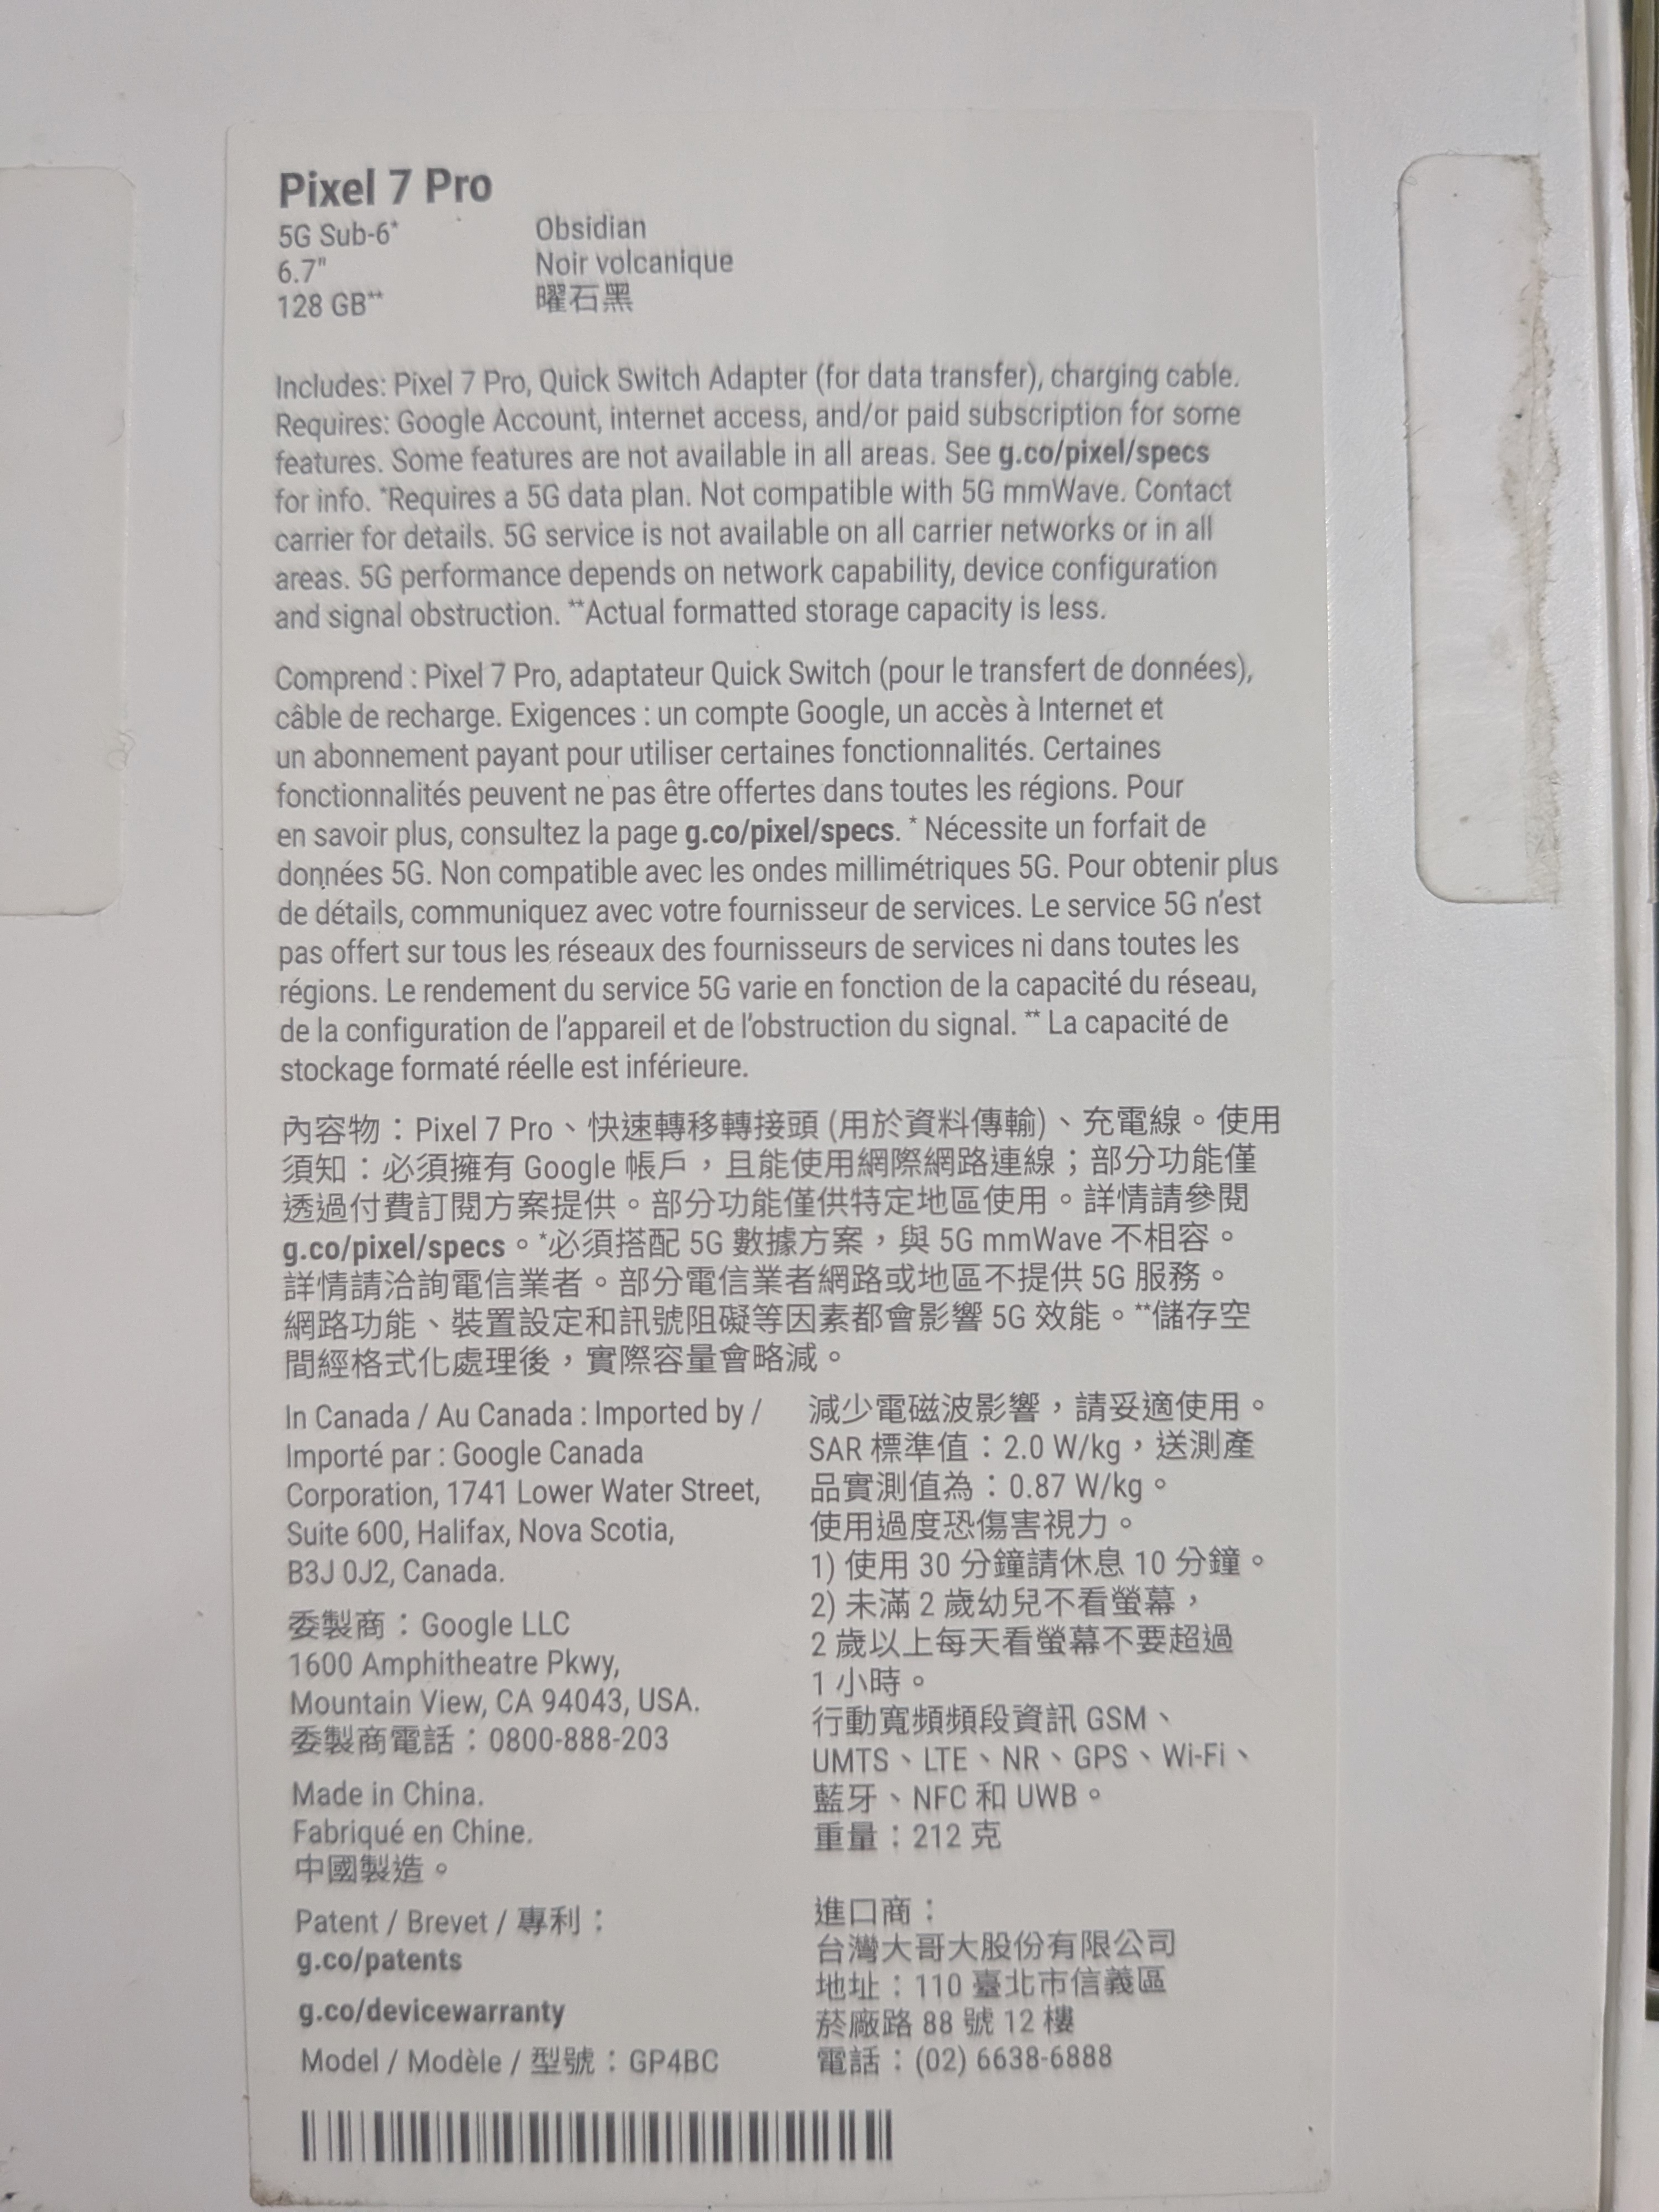 Pixel 7 Pro
5G Sub-6*
6.7"
128 GB**
Obsidian
Noir volcanique
曜石黑
Includes: Pixel 7 Pro, Quick Switch Adapter (for data transfer), charging cable.
Requires: Google Account, internet access, and/or paid subscription for some
features. Some features are not available in all areas. See g.co/pixel/specs
for info. *Requires a 5G data plan. Not compatible with 5G mmWave. Contact
carrier for details. 5G service is not available on all carrier networks or in all
areas. 5G performance depends on network capability, device configuration
and signal obstruction. **Actual formatted storage capacity is less.
Comprend : Pixel 7 Pro, adaptateur Quick Switch (pour le transfert de données),
câble de recharge. Exigences : un compte Google, un accès à Internet et
un abonnement payant pour utiliser certaines fonctionnalités. Certaines
fonctionnalités peuvent ne pas être offertes dans toutes les régions. Pour
en savoir plus, consultez la page g.co/pixel/specs. * Nécessite un forfait de
données 5G. Non compatible avec les ondes millimétriques 5G. Pour obtenir plus
de détails, communiquez avec votre fournisseur de services. Le service 5G n’est
pas offert sur tous les réseaux des fournisseurs de services ni dans toutes les
régions. Le rendement du service 5G varie en fonction de la capacité du réseau,
de la configuration de l’appareil et de l’obstruction du signal. ** La capacité de
stockage formaté réelle est inférieure.
內容物：Pixel 7 Pro、快速轉移轉接頭 (用於資料傳輸)、充電線。使用
須知：必須擁有 Google 帳戶，且能使用網際網路連線；部分功能僅
透過付費訂閱方案提供。部分功能僅供特定地區使用。詳情請參閱
g.co/pixel/specs。*必須搭配 5G 數據方案，與 5G mmWave 不相容。
詳情請洽詢電信業者。部分電信業者網路或地區不提供 5G 服務。
網路功能、裝置設定和訊號阻礙等因素都會影響 5G 效能。**儲存空
間經格式化處理後，實際容量會略減。
In Canada / Au Canada : Imported by /
Importé par : Google Canada
Corporation, 1741 Lower Water Street,
Suite 600, Halifax, Nova Scotia,
B3J 0J2, Canada.
委製商：Google LLC
1600 Amphitheatre Pkwy,
Mountain View, CA 94043, USA.
委製商電話：0800-888-203
Made in China.
Fabriqué en Chine.
中國製造。
Patent / Brevet / 專利：
g.co/patents
g.co/devicewarranty
Model / Modèle / 型號：GP4BC
減少電磁波影響，請妥適使用。
SAR 標準值：2.0 W/kg，送測產
品實測值為：0.87 W/kg。
使用過度恐傷害視力。
1) 使用 30 分鐘請休息 10 分鐘。
2) 未滿 2 歲幼兒不看螢幕，
2 歲以上每天看螢幕不要超過
1 小時。
行動寬頻頻段資訊 GSM、
UMTS、LTE、NR、GPS、Wi-Fi、
藍牙、NFC 和 UWB。
重量：212 克
進口商：
台灣大哥大股份有限公司
地址：110 臺北市信義區
菸廠路 88 號 12 樓
電話：(02) 6638-6888